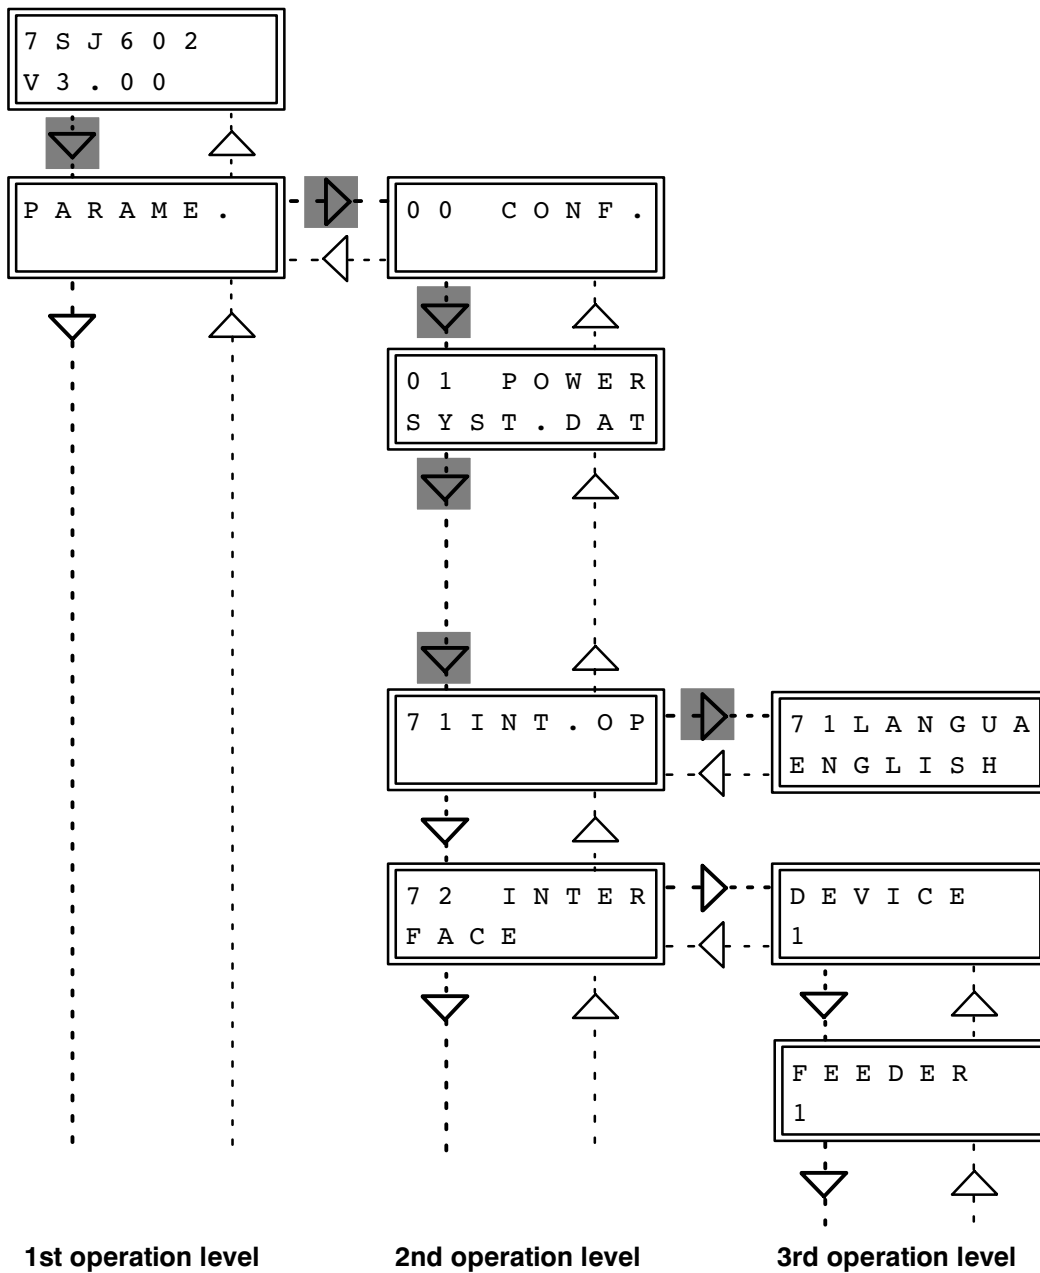 7SJ602
V3.00
PARAME.
00 CONF.
01 POWER
SYST.DAT
71INT.OP
71LANGUA
ENGLISH
72 INTER
FACE
DEVICE
1
FEEDER
1
1st operation level
2nd operation level
3rd operation level